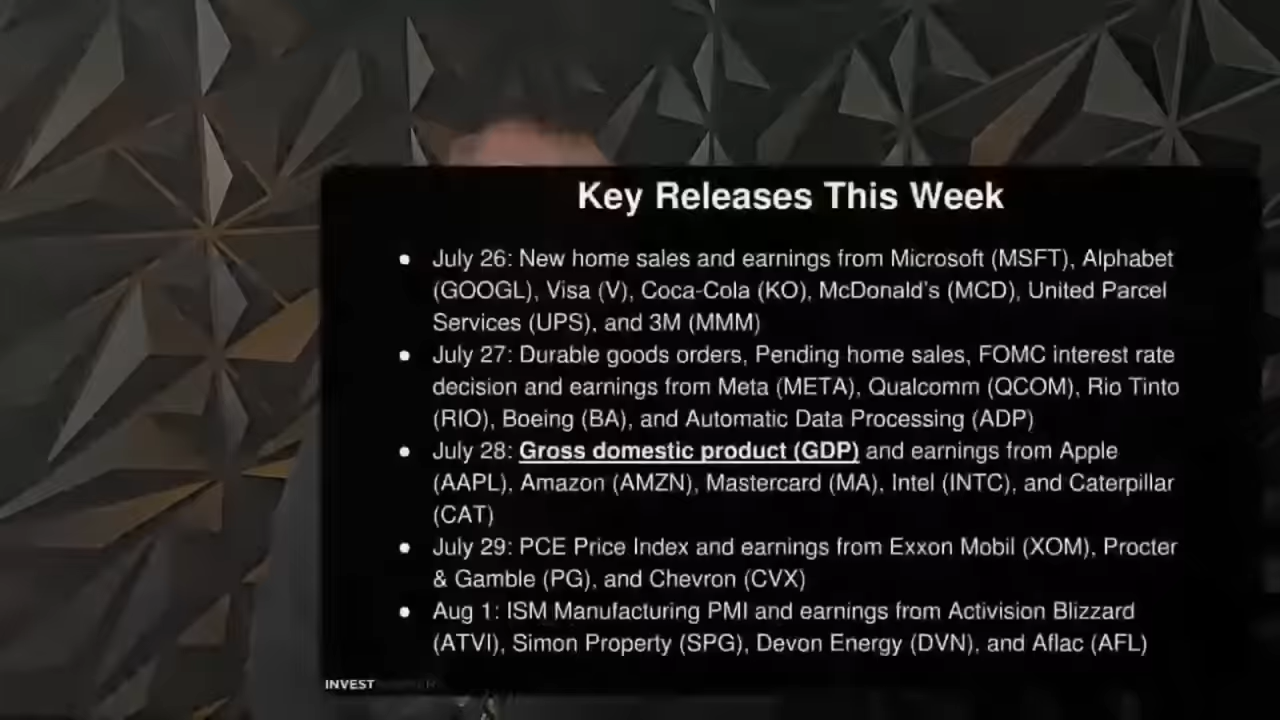 Key Releases This Week
● July 26: New home sales and earnings from Microsoft (MSFT), Alphabet
(GOOGL), Visa (V), Coca-Cola (KO), McDonald's (MCD), United Parcel
Services (UPS), and 3M (MMM)
● July 27: Durable goods orders, Pending home sales, FOMC interest rate
decision and earnings from Meta (META), Qualcomm (QCOM), Rio Tinto
(RIO), Boeing (BA), and Automatic Data Processing (ADP)
● July 28: Gross domestic product (GDP) and earnings from Apple
(AAPL), Amazon (AMZN), Mastercard (MA), Intel (INTC), and Caterpillar
(CAT)
● July 29: PCE Price Index and earnings from Exxon Mobil (XOM), Procter
& Gamble (PG), and Chevron (CVX)
● Aug 1: ISM Manufacturing PMI and earnings from Activision Blizzard
(ATVI), Simon Property (SPG), Devon Energy (DVN), and Aflac (AFL)
INVEST